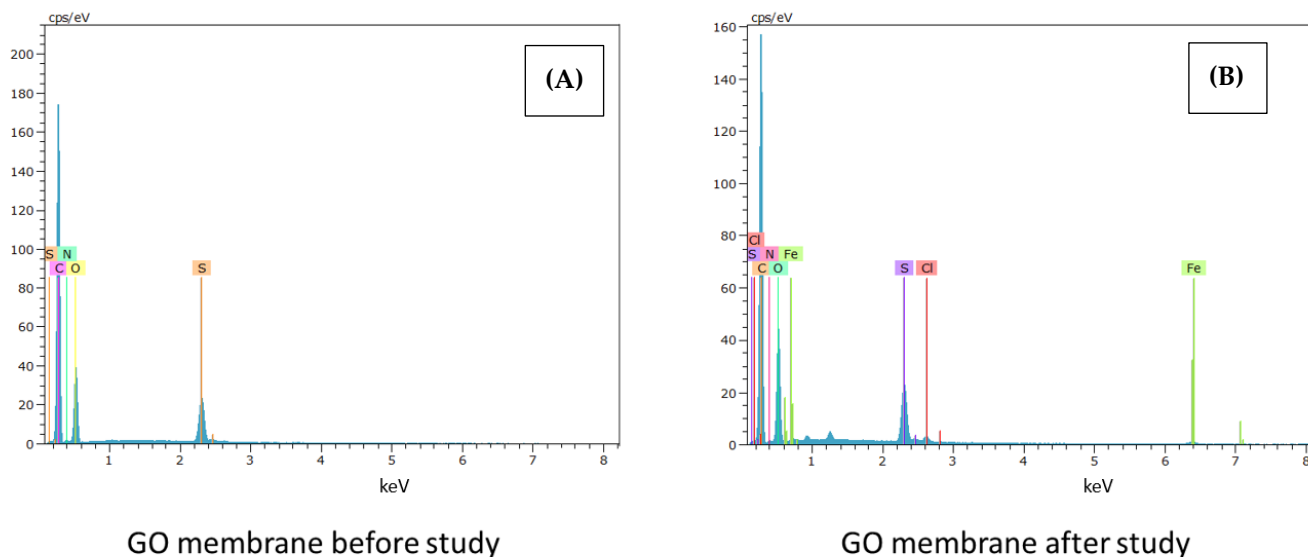 cps/eV
(A)
200
180
160
140
120
100
80
60
40
20
0
S N
C O
S
1 2 3 4 5 6 7 8
keV
GO membrane before study
cps/eV
(B)
160
140
120
100
80
60
40
20
0
Cl
S N Fe
C O
S Cl
Fe
1 2 3 4 5 6 7 8
keV
GO membrane after study